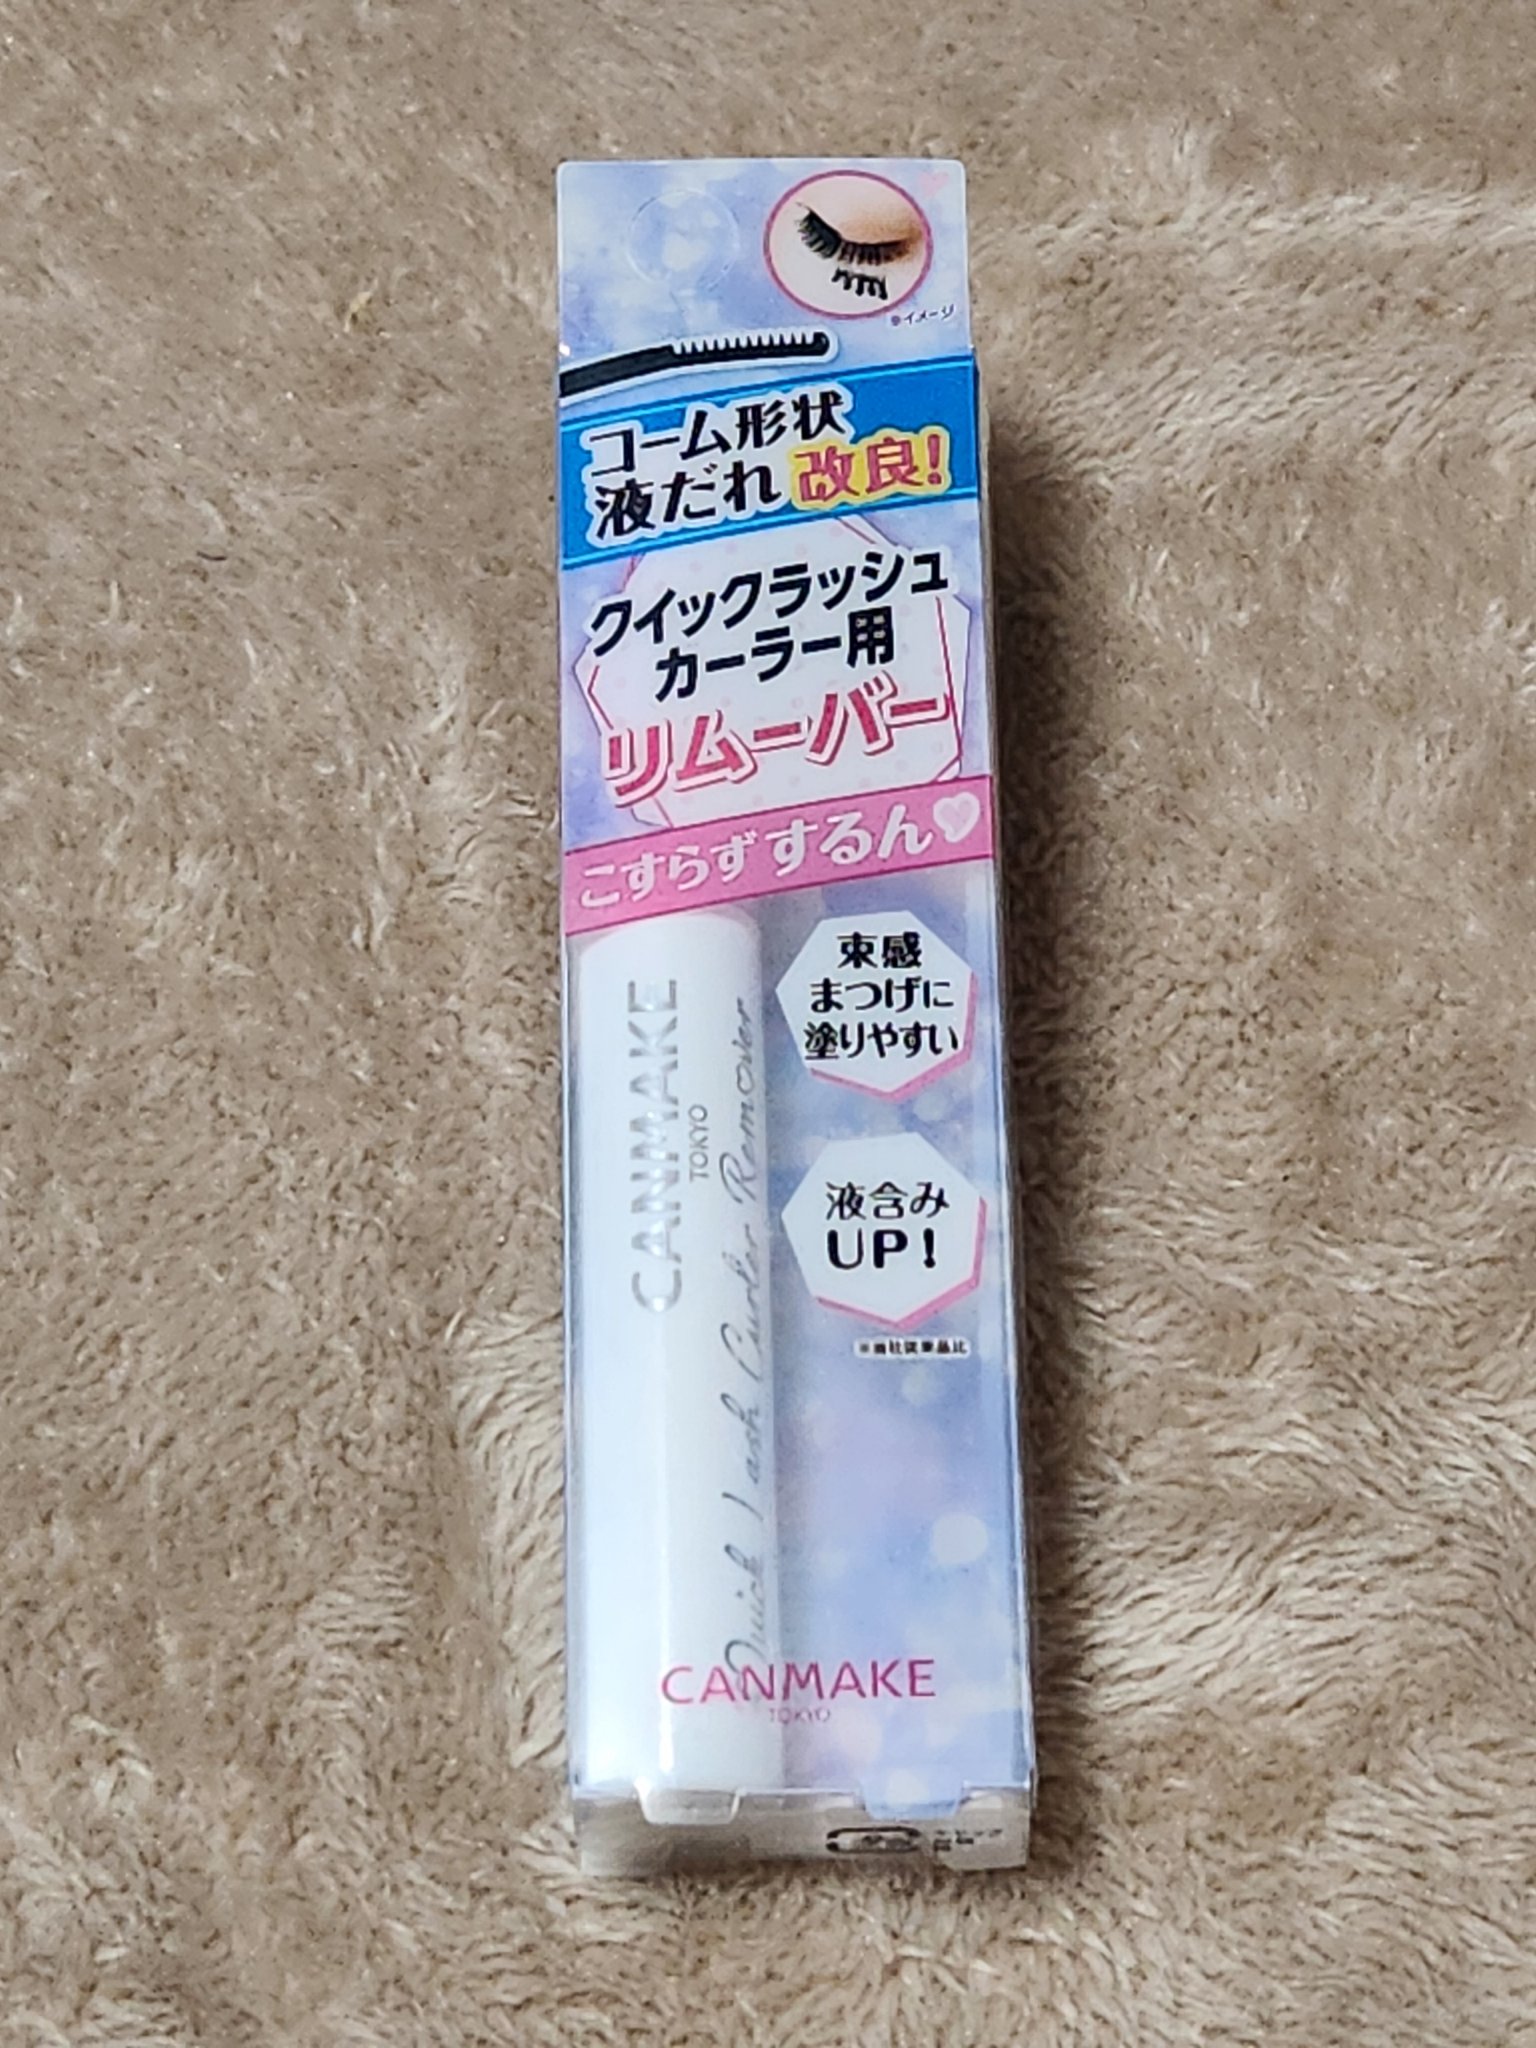 ※イメージ
コーム形状
液だれ 改良!
クイックラッシュ
カーラー用
リムーバー
こすらず するん
束感
まつげに
塗りやすい
液含み
UP!
※当社従来品比
CANMAKE
TOKYO
Quick Lash Curler Remover
CANMAKE
TOKYO